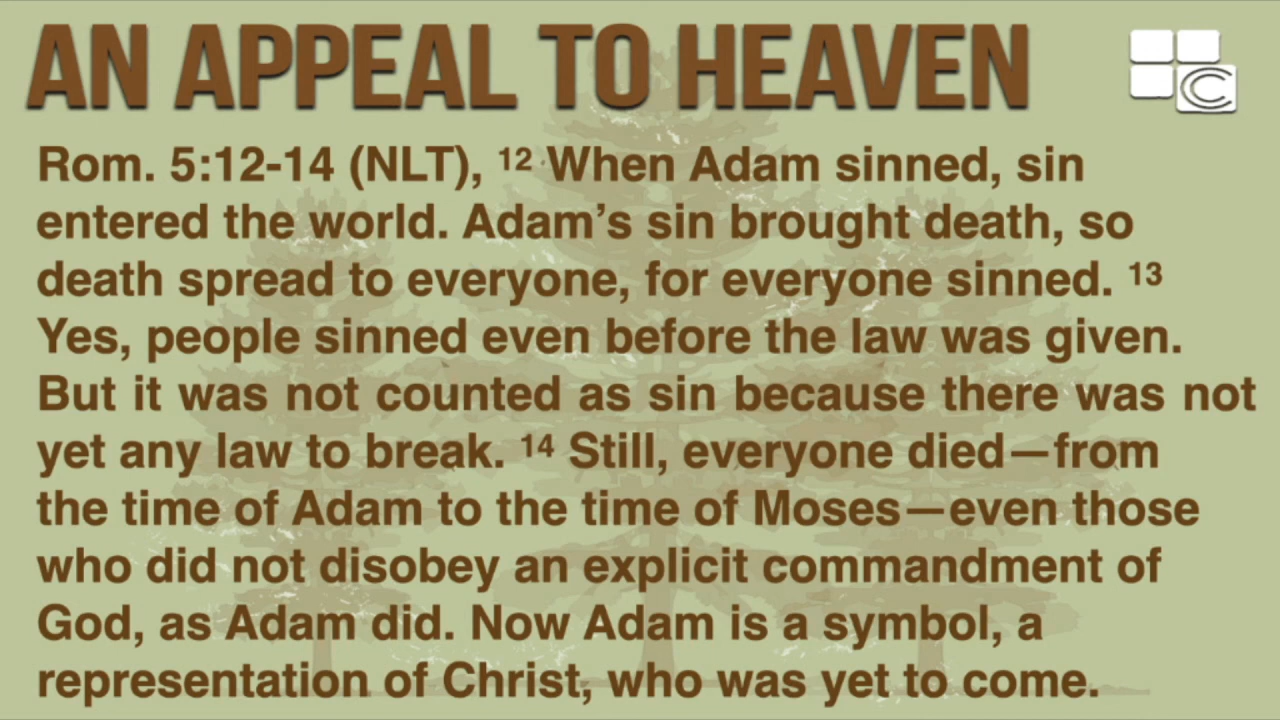 AN APPEAL TO HEAVEN
C
Rom. 5:12-14 (NLT), ¹² When Adam sinned, sin
entered the world. Adam’s sin brought death, so
death spread to everyone, for everyone sinned. ¹³
Yes, people sinned even before the law was given.
But it was not counted as sin because there was not
yet any law to break. ¹⁴ Still, everyone died—from
the time of Adam to the time of Moses—even those
who did not disobey an explicit commandment of
God, as Adam did. Now Adam is a symbol, a
representation of Christ, who was yet to come.